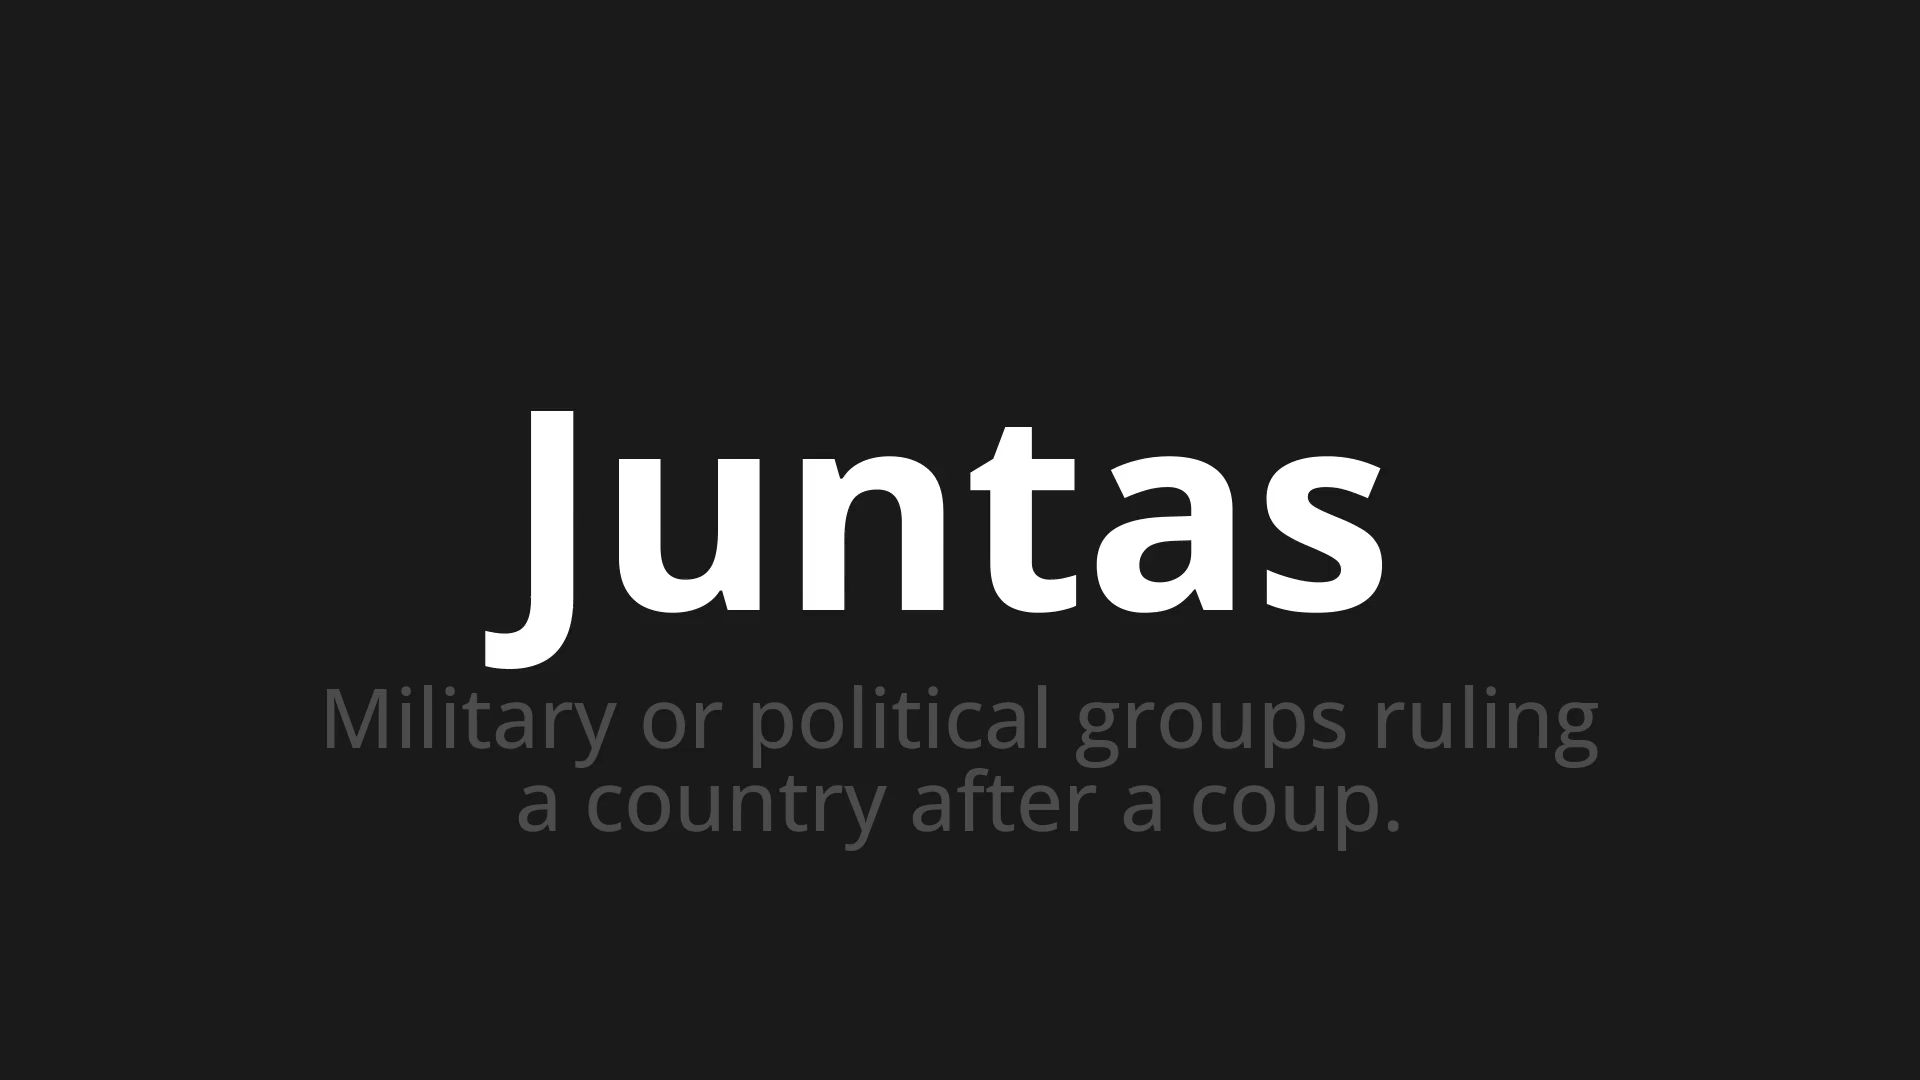 Juntas
Military or political groups ruling
a country after a coup.